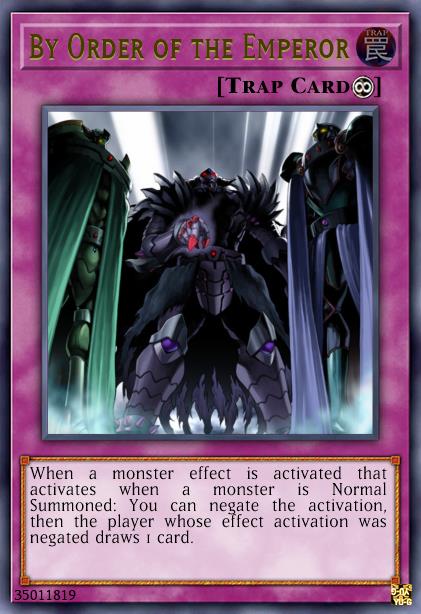 By Order of the Emperor
TRAP
罠
[Trap Card]
When a monster effect is activated that
activates when a monster is Normal
Summoned: You can negate the activation,
then the player whose effect activation was
negated draws 1 card.
35011819